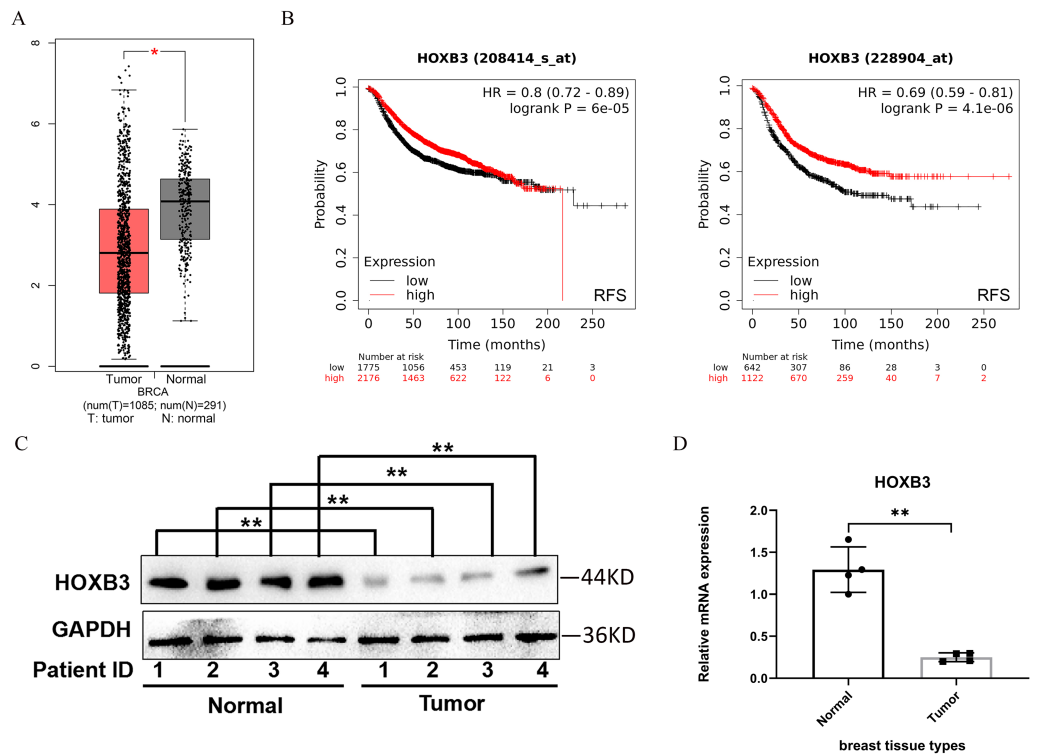 A
8
6
4
2
0
*
Tumor Normal
BRCA
(num(T)=1085; num(N)=291)
T: tumor N: normal
B
HOXB3 (208414_s_at)
HR = 0.8 (0.72 - 0.89)
logrank P = 6e-05
Probability
1.0
0.8
0.6
0.4
0.2
0.0
Expression
low
high
RFS
0 50 100 150 200 250
Time (months)
Number at risk
low 1775 1056 453 119 21 3
high 2176 1463 622 122 6 0
HOXB3 (228904_at)
HR = 0.69 (0.59 - 0.81)
logrank P = 4.1e-06
Probability
1.0
0.8
0.6
0.4
0.2
0.0
Expression
low
high
RFS
0 50 100 150 200 250
Time (months)
Number at risk
low 642 307 86 28 3 0
high 1122 670 259 40 7 2
C
**
**
**
**
HOXB3
44KD
GAPDH
36KD
Patient ID 1 2 3 4 1 2 3 4
Normal Tumor
D
HOXB3
**
Relative mRNA expression
2.0
1.5
1.0
0.5
0.0
Normal
Tumor
breast tissue types